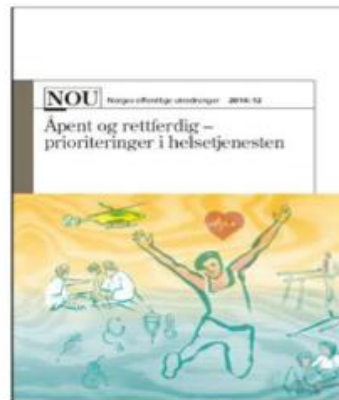 NOU Norges offentlige utredninger 2014: 12
Åpent og rettferdig –
prioriteringer i helsetjenesten